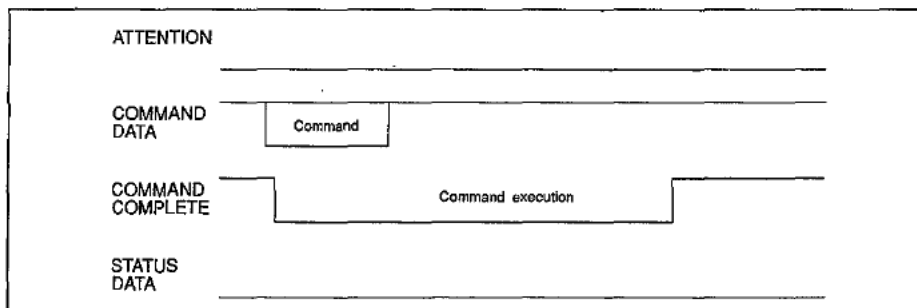 ATTENTION
COMMAND
DATA
Command
COMMAND
COMPLETE
Command execution
STATUS
DATA